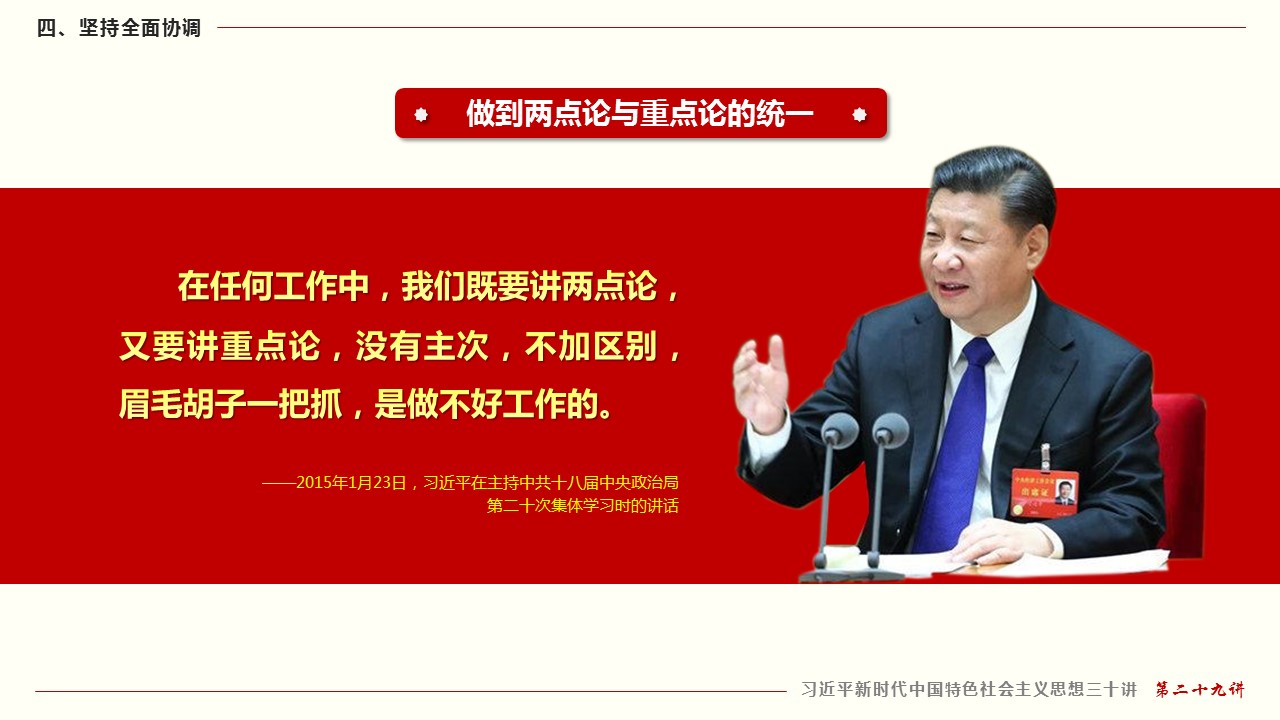 四、坚持全面协调
做到两点论与重点论的统一
在任何工作中，我们既要讲两点论，
又要讲重点论，没有主次，不加区别，
眉毛胡子一把抓，是做不好工作的。
——2015年1月23日，习近平在主持中共十八届中央政治局
第二十次集体学习时的讲话
出席证
习近平新时代中国特色社会主义思想三十讲 第二十九讲